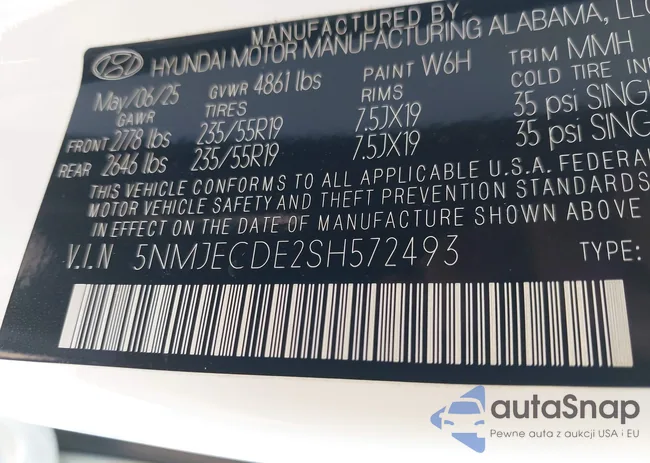 MANUFACTURED BY
HYUNDAI MOTOR MANUFACTURING ALABAMA, LLC
May/06/25 GVWR 4861 lbs PAINT W6H TRIM MMH
GAWR TIRES RIMS COLD TIRE
FRONT 2778 lbs 235/55R19 7.5JX19 35 psi
REAR 2646 lbs 235/55R19 7.5JX19 35 psi
THIS VEHICLE CONFORMS TO ALL APPLICABLE U.S.A. FEDERAL
MOTOR VEHICLE SAFETY AND THEFT PREVENTION STANDARDS
IN EFFECT ON THE DATE OF MANUFACTURE SHOWN ABOVE
V.I.N 5NMJECDE2SH572493 TYPE:
autaSnap
Pewne auta z aukcji USA i EU